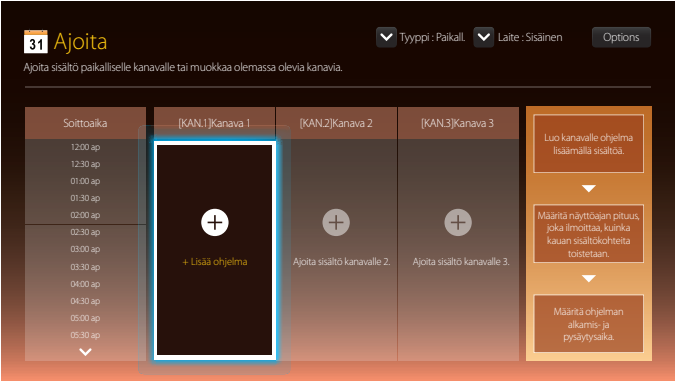 31 Ajoita
Tyyppi : Paikall. Laite : Sisäinen Options
Ajoita sisältö paikalliselle kanavalle tai muokkaa olemassa olevia kanavia.
Soittoaika [KAN.1]Kanava 1 [KAN.2]Kanava 2 [KAN.3]Kanava 3
12:00 ap
12:30 ap
01:00 ap
01:30 ap
02:00 ap
02:30 ap
03:00 ap
03:30 ap
04:00 ap
04:30 ap
05:00 ap
05:30 ap
+ Lisää ohjelma
Ajoita sisältö kanavalle 2.
Ajoita sisältö kanavalle 3.
Luo kanavalle ohjelma
lisäämällä sisältöä.
Määritä näyttöajan pituus,
joka ilmoittaa, kuinka
kauan sisältökohteita
toistetaan.
Määritä ohjelman
alkamis- ja
pysäytysaika.